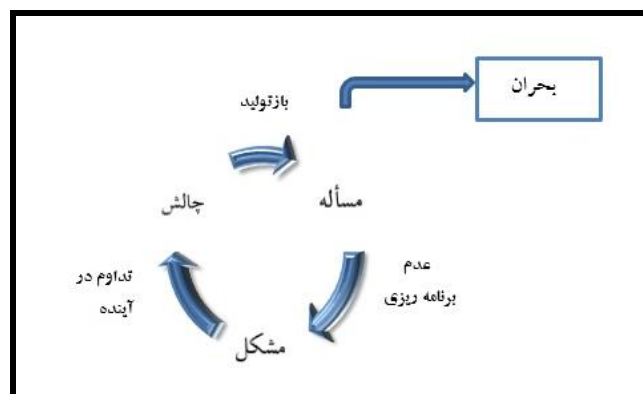 بحران
بازتولید
مسأله
چالش
عدم
برنامه ریزی
تداوم در
آینده
مشکل